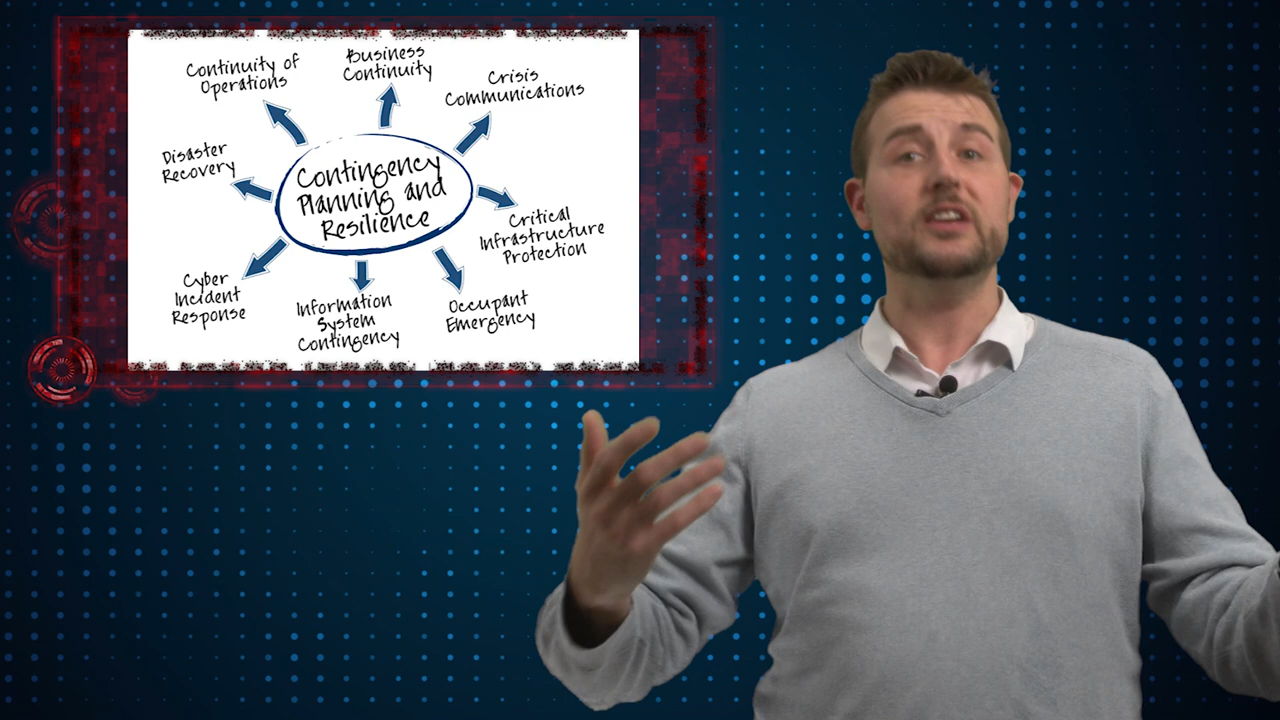 Continuity of
Operations
Business
Continuity
Crisis
Communications
Disaster
Recovery
Contingency
Planning and
Resilience
Critical
Infrastructure
Protection
Cyber
Incident
Response
Information
System
Contingency
Occupant
Emergency